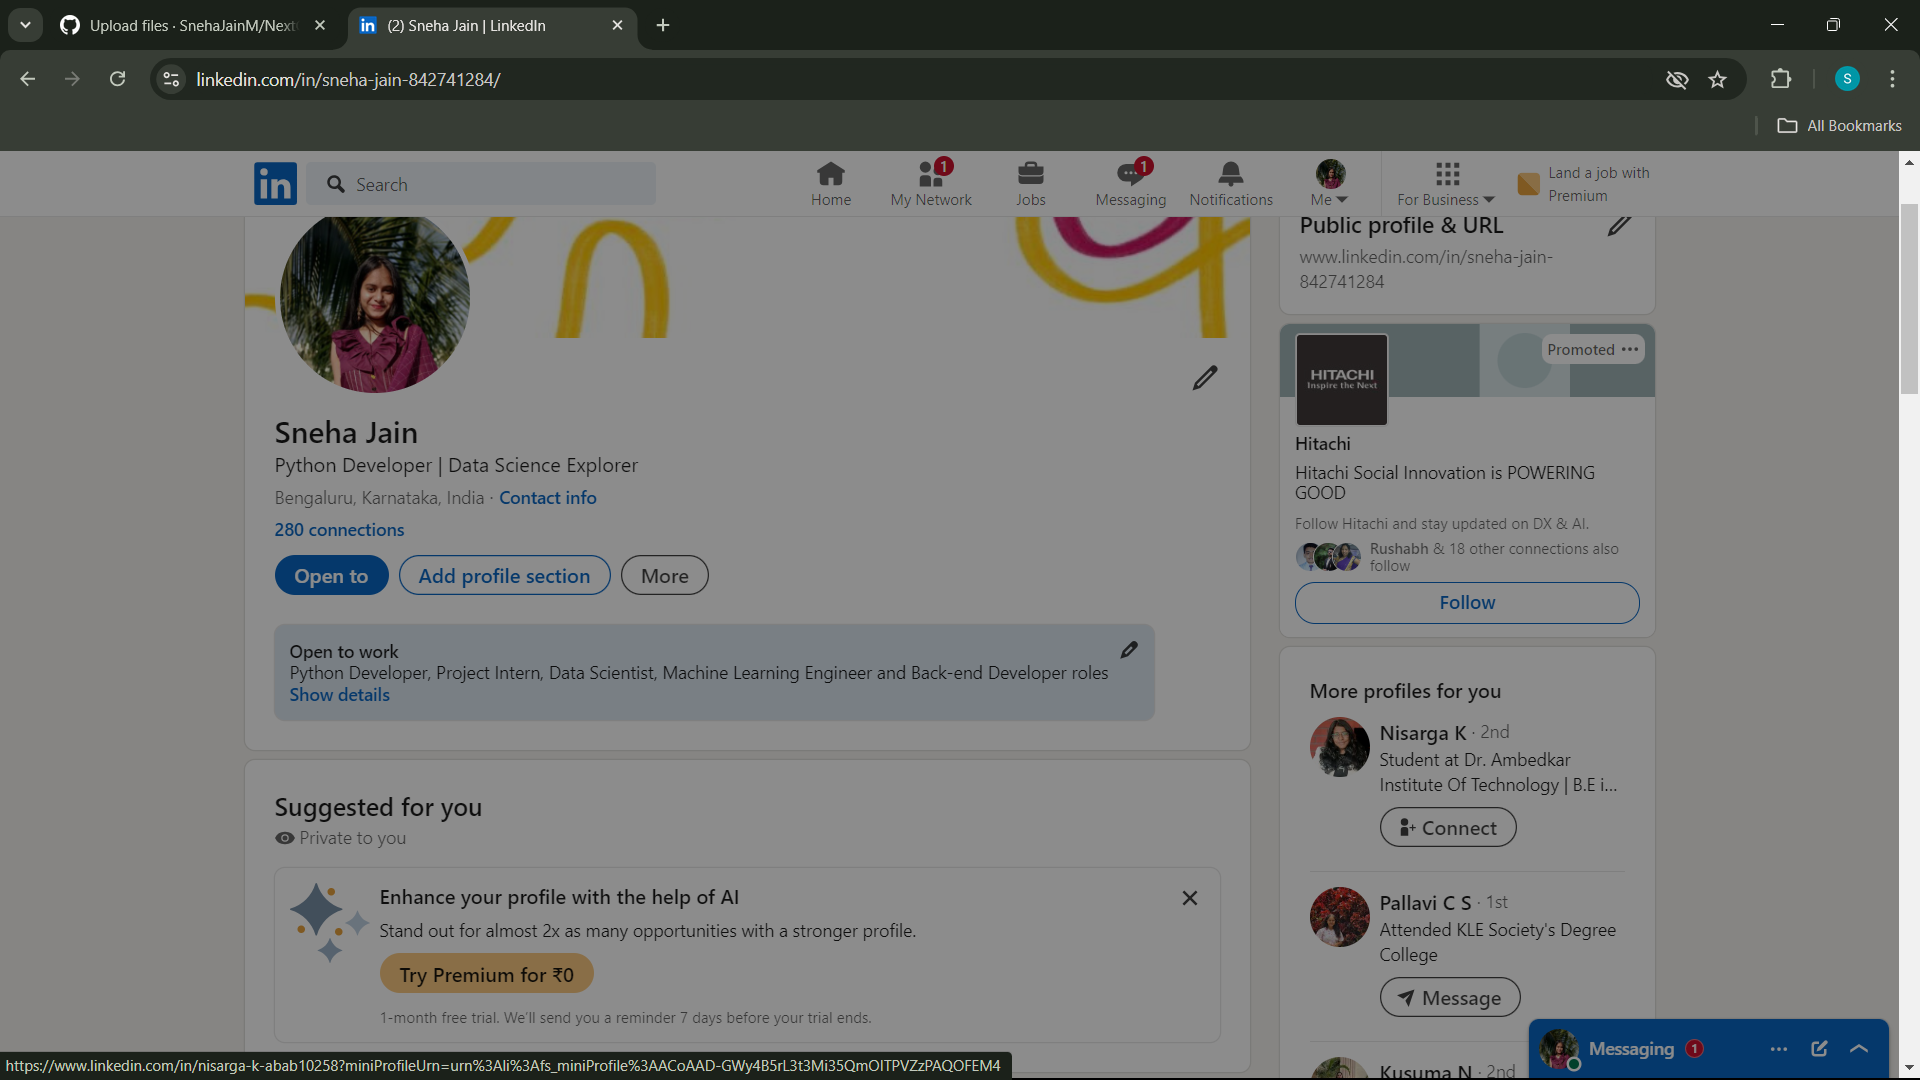 Upload files · SnehaJainM/Next
(2) Sneha Jain | LinkedIn
linkedin.com/in/sneha-jain-842741284/
S
All Bookmarks
in
Search
Home
1
My Network
Jobs
1
Messaging
Notifications
Me
For Business
Land a job with
Premium
Sneha Jain
Python Developer | Data Science Explorer
Bengaluru, Karnataka, India · Contact info
280 connections
Open to
Add profile section
More
Open to work
Python Developer, Project Intern, Data Scientist, Machine Learning Engineer and Back-end Developer roles
Show details
Suggested for you
Private to you
Enhance your profile with the help of AI
Stand out for almost 2x as many opportunities with a stronger profile.
Try Premium for ₹0
1-month free trial. We'll send you a reminder 7 days before your trial ends.
Public profile & URL
www.linkedin.com/in/sneha-jain-
842741284
Promoted
HITACHI
Inspire the Next
Hitachi
Hitachi Social Innovation is POWERING
GOOD
Follow Hitachi and stay updated on DX & AI.
Rushabh & 18 other connections also
follow
Follow
More profiles for you
Nisarga K · 2nd
Student at Dr. Ambedkar
Institute Of Technology | B.E i...
Connect
Pallavi C S · 1st
Attended KLE Society's Degree
College
Message
Kusuma N · 2nd
Messaging 1
https://www.linkedin.com/in/nisarga-k-abab10258?miniProfileUrn=urn%3Ali%3Afs_miniProfile%3AACoAAD-GWy4B5rL3t3Mi35QmOITPVZzPAQOFEM4